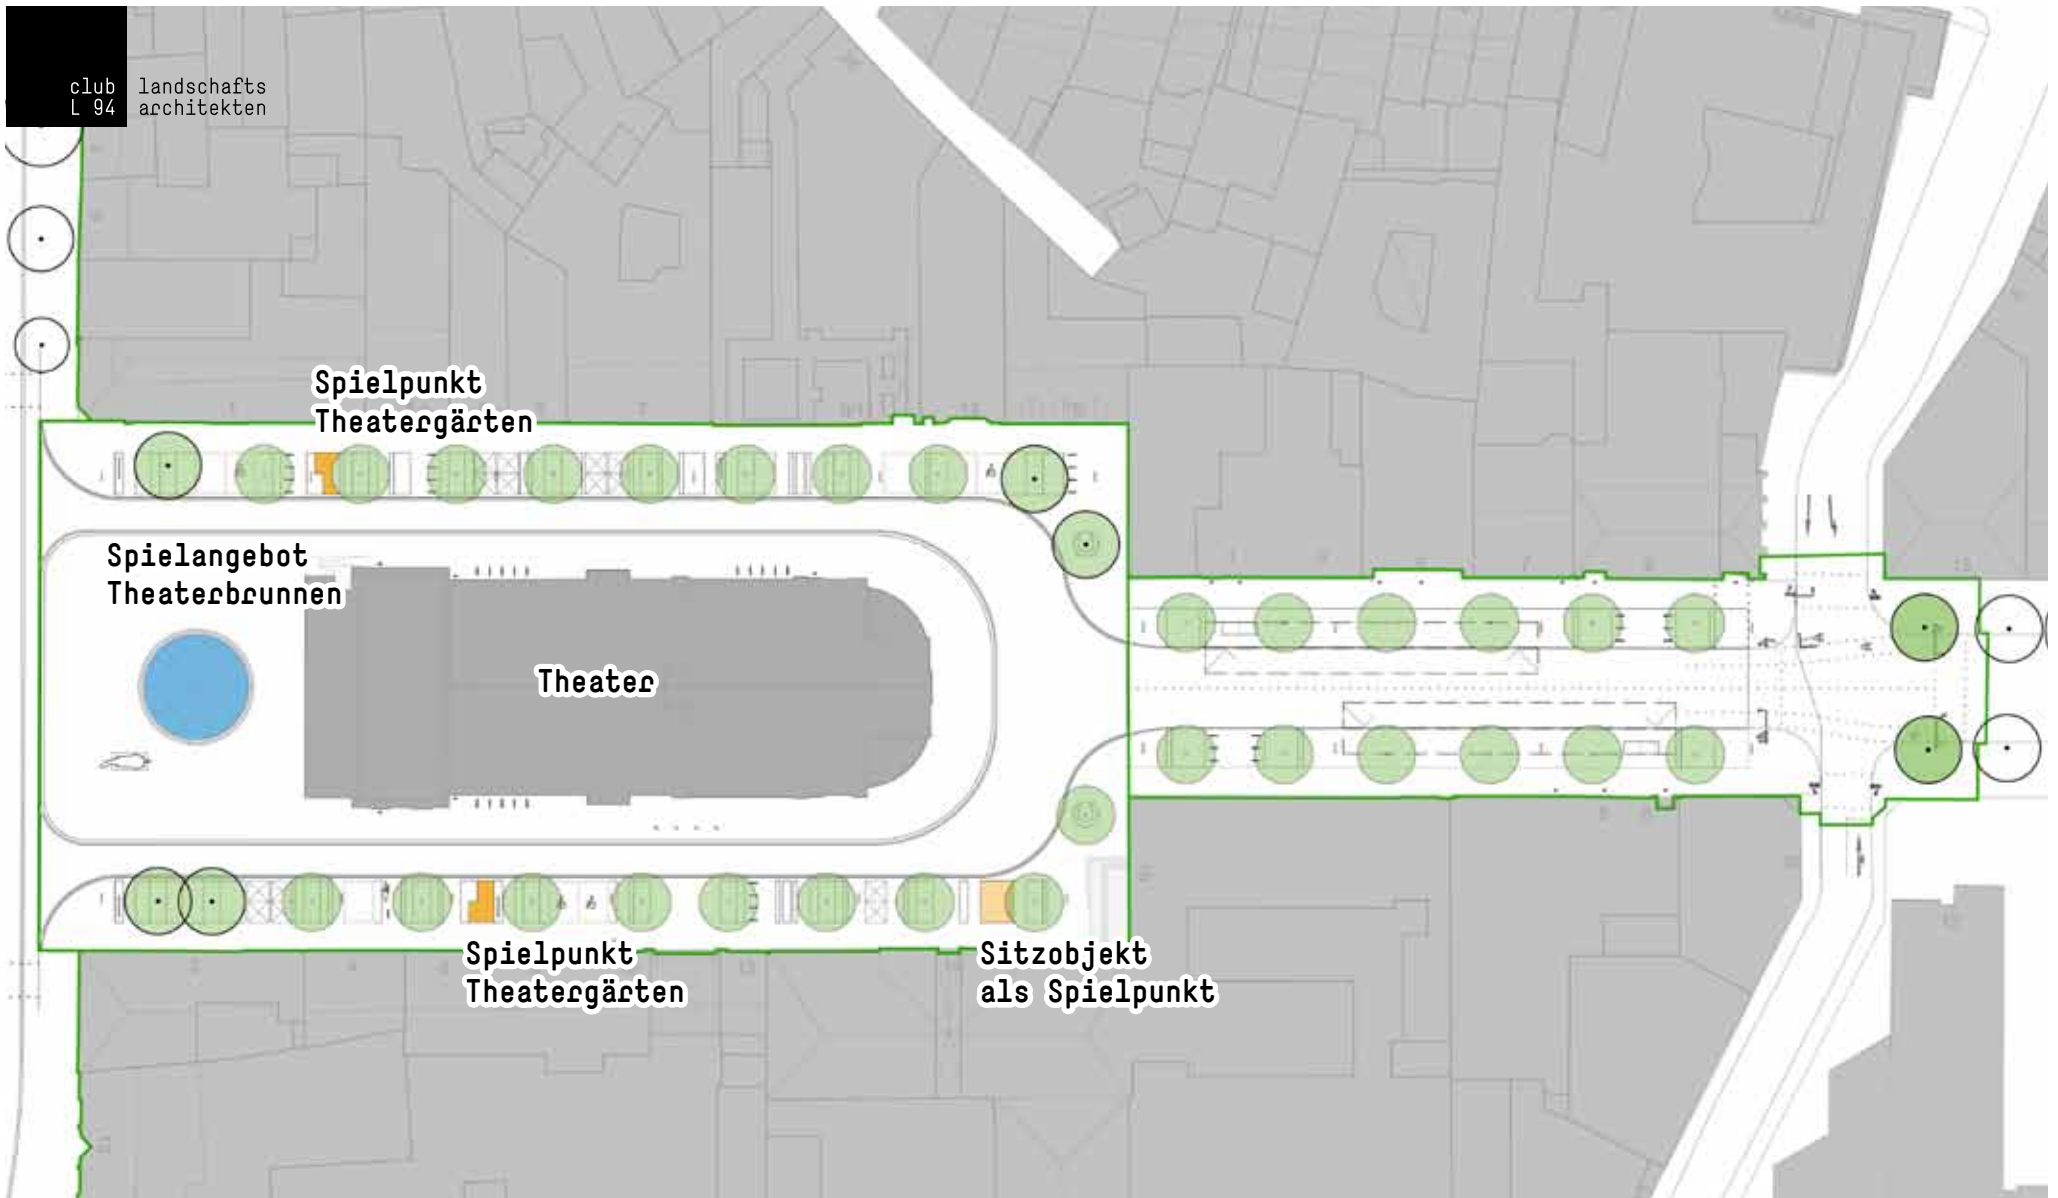 club
L 94
landschafts
architekten
Spielpunkt
Theatergärten
Spielangebot
Theaterbrunnen
Theater
Spielpunkt
Theatergärten
Sitzobjekt
als Spielpunkt